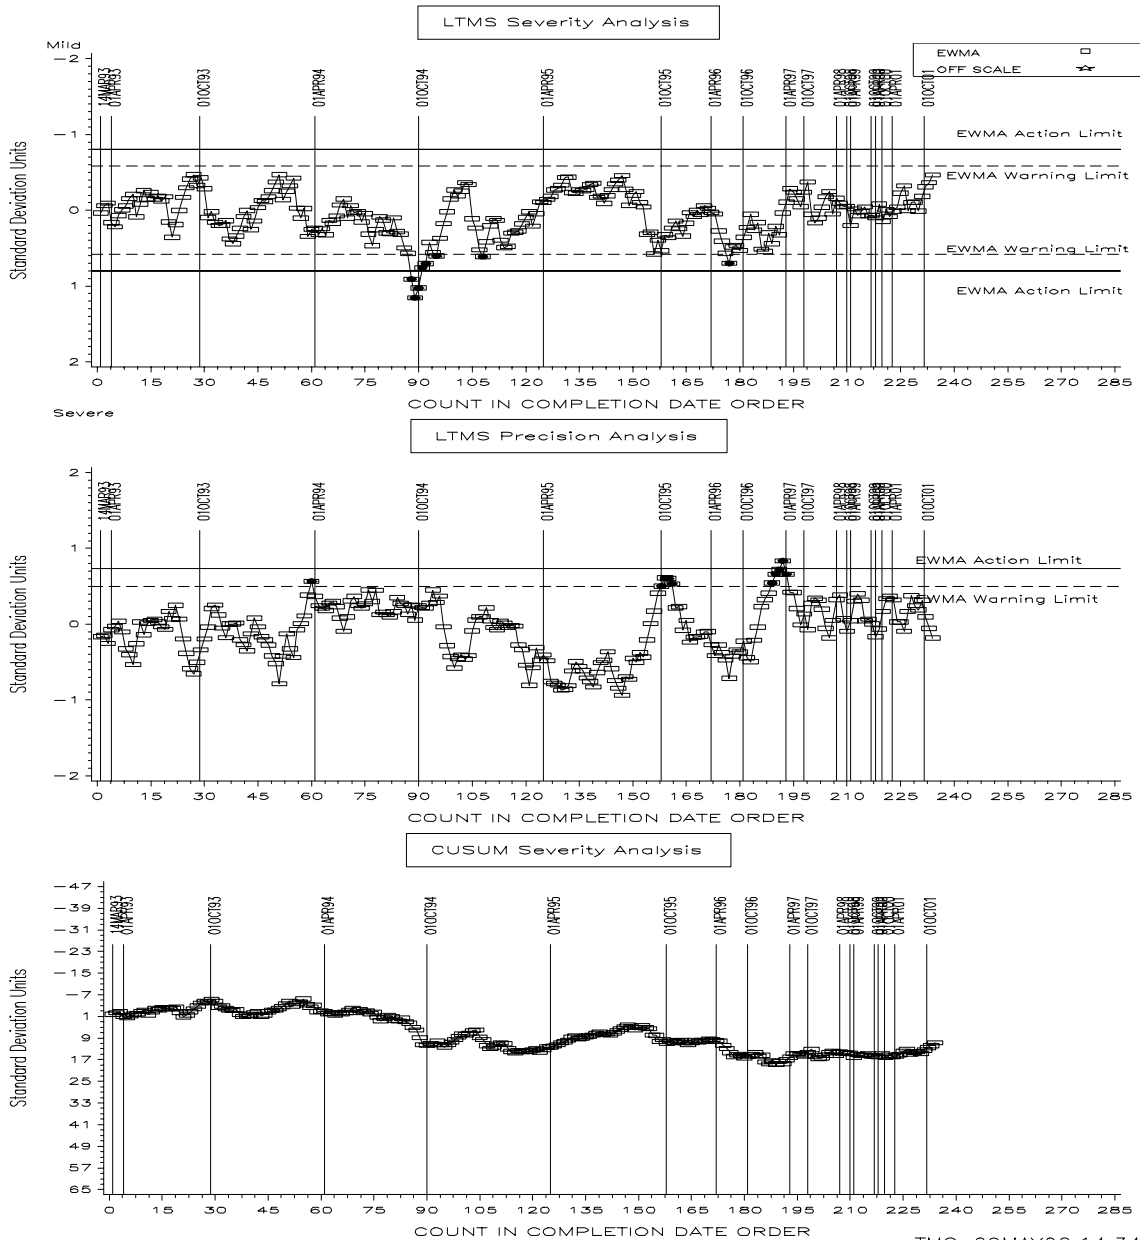 LTMS Severity Analysis
Mild
EWMA
OFF SCALE
14MAR93 01APR93 01OCT93 01APR94 01OCT94 01APR95 01OCT95 01APR96 01OCT96 01APR97 01OCT97 01APR98 01APR99 01APR01 01OCT01
EWMA Action Limit
EWMA Warning Limit
EWMA Warning Limit
EWMA Action Limit
Standard Deviation Units
-2
-1
0
1
2
0 15 30 45 60 75 90 105 120 135 150 165 180 195 210 225 240 255 270 285
COUNT IN COMPLETION DATE ORDER
Severe
LTMS Precision Analysis
14MAR93 01APR93 01OCT93 01APR94 01OCT94 01APR95 01OCT95 01APR96 01OCT96 01APR97 01OCT97 01APR98 01APR99 01APR01 01OCT01
EWMA Action Limit
EWMA Warning Limit
Standard Deviation Units
2
1
0
-1
-2
0 15 30 45 60 75 90 105 120 135 150 165 180 195 210 225 240 255 270 285
COUNT IN COMPLETION DATE ORDER
CUSUM Severity Analysis
14MAR93 01APR93 01OCT93 01APR94 01OCT94 01APR95 01OCT95 01APR96 01OCT96 01APR97 01OCT97 01APR98 01APR99 01APR01 01OCT01
Standard Deviation Units
-47
-39
-31
-23
-15
-7
1
9
17
25
33
41
49
57
65
0 15 30 45 60 75 90 105 120 135 150 165 180 195 210 225 240 255 270 285
COUNT IN COMPLETION DATE ORDER